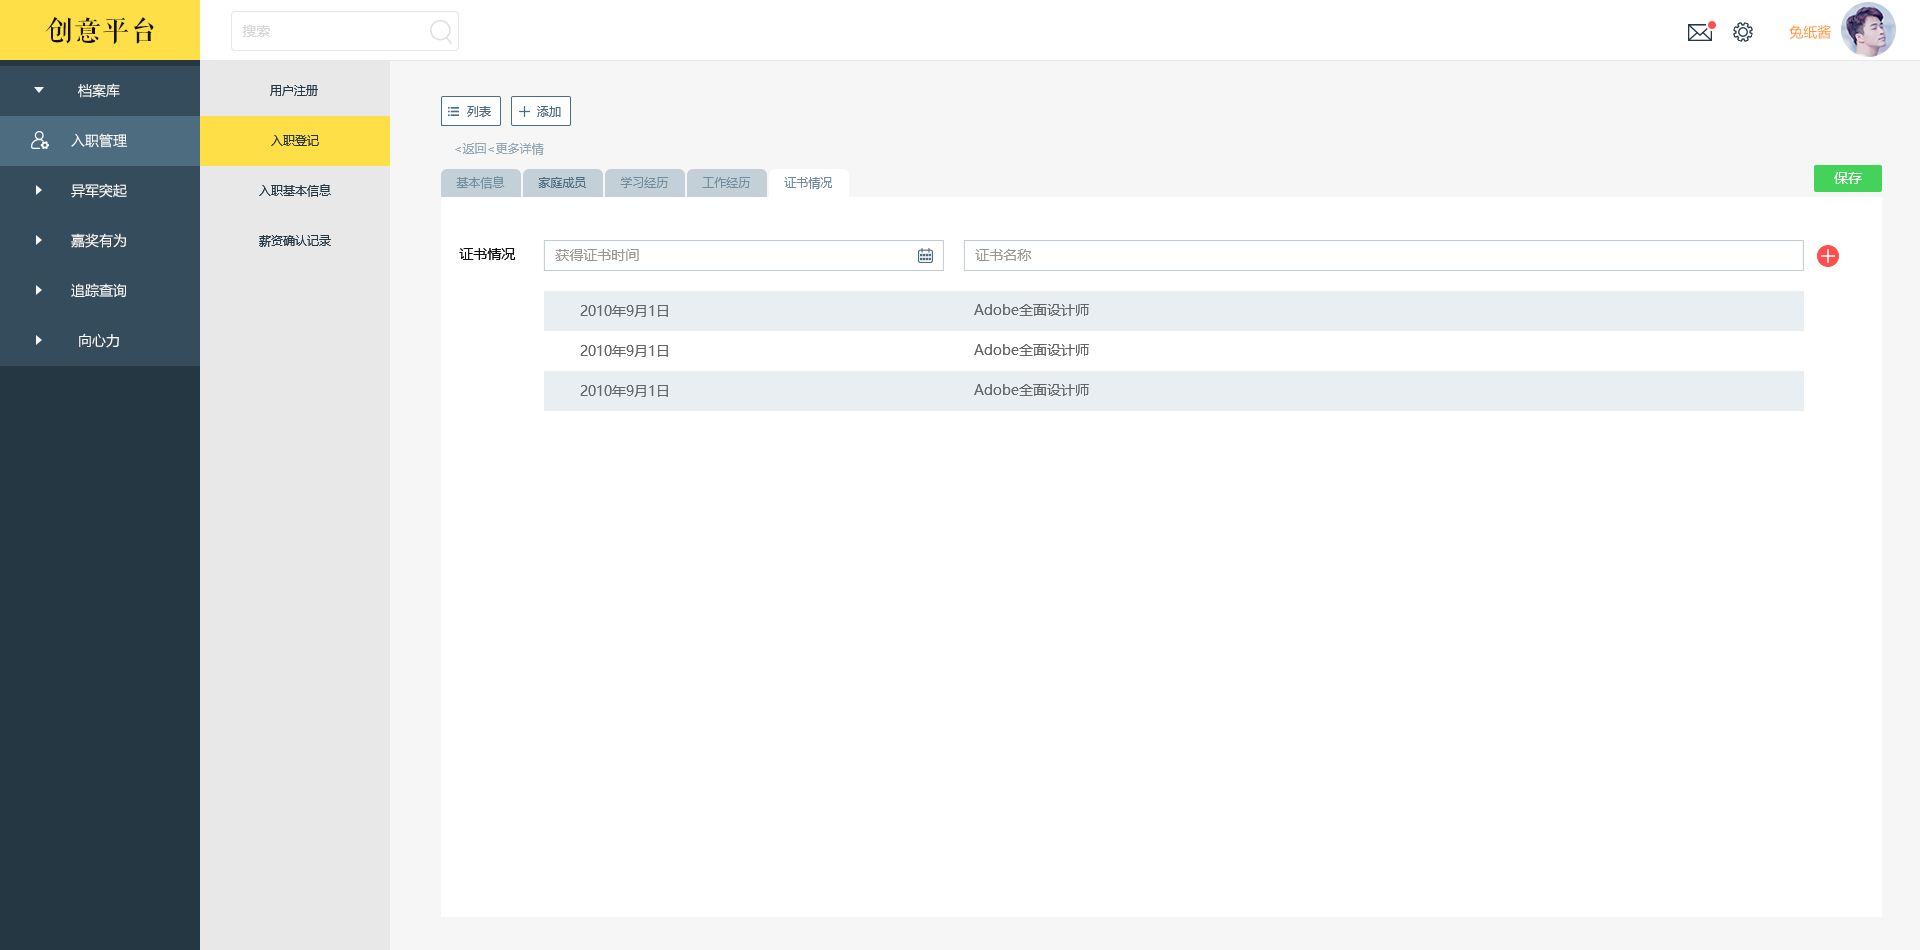 创意平台
搜索
兔纸酱
档案库
入职管理
异军突起
嘉奖有为
追踪查询
向心力
用户注册
入职登记
入职基本信息
薪资确认记录
列表 添加
<返回<更多详情
基本信息 家庭成员 学习经历 工作经历 证书情况
保存
证书情况 获得证书时间 证书名称
2010年9月1日 Adobe全面设计师
2010年9月1日 Adobe全面设计师
2010年9月1日 Adobe全面设计师